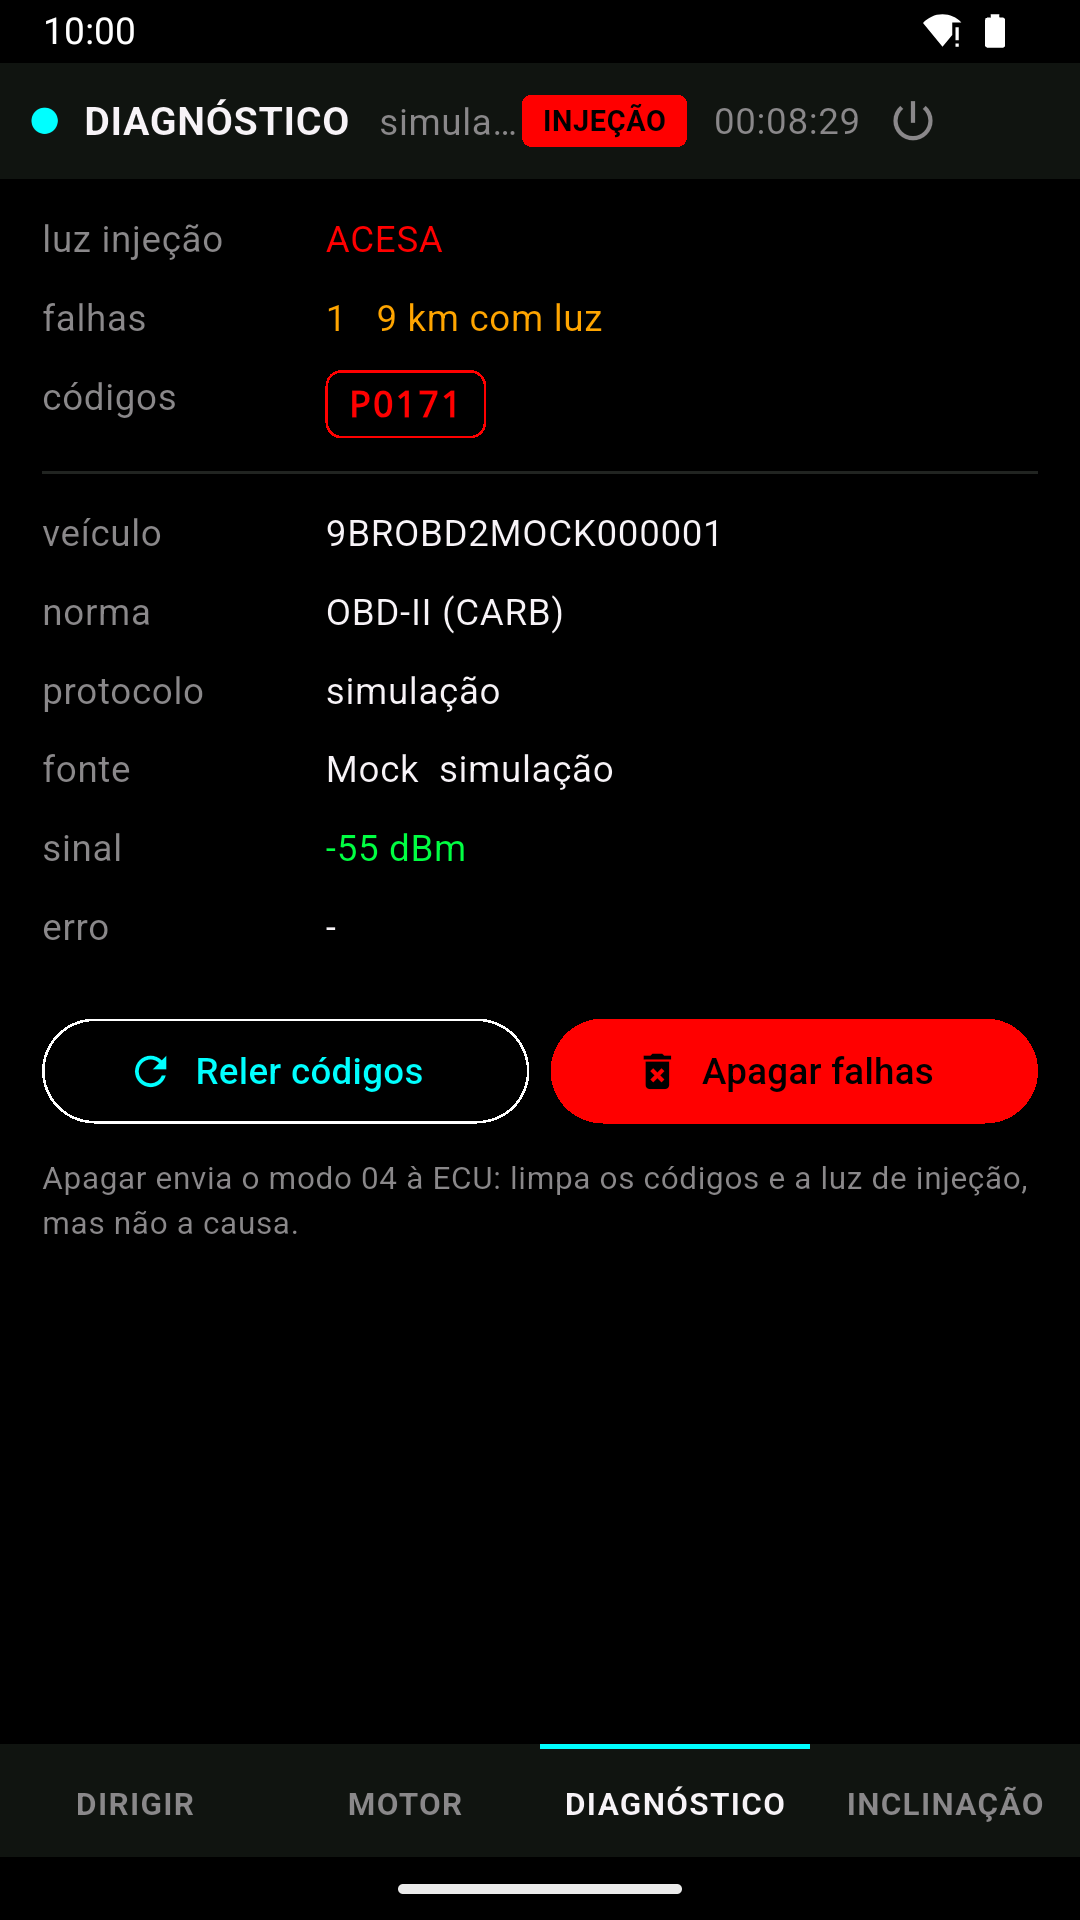 10:00
DIAGNÓSTICO simula... INJEÇÃO 00:08:29
luz injeção ACESA
falhas 1 9 km com luz
códigos P0171
veículo 9BROBD2MOCK000001
norma OBD-II (CARB)
protocolo simulação
fonte Mock simulação
sinal -55 dBm
erro -
Reler códigos Apagar falhas
Apagar envia o modo 04 à ECU: limpa os códigos e a luz de injeção,
mas não a causa.
DIRIGIR MOTOR DIAGNÓSTICO INCLINAÇÃO